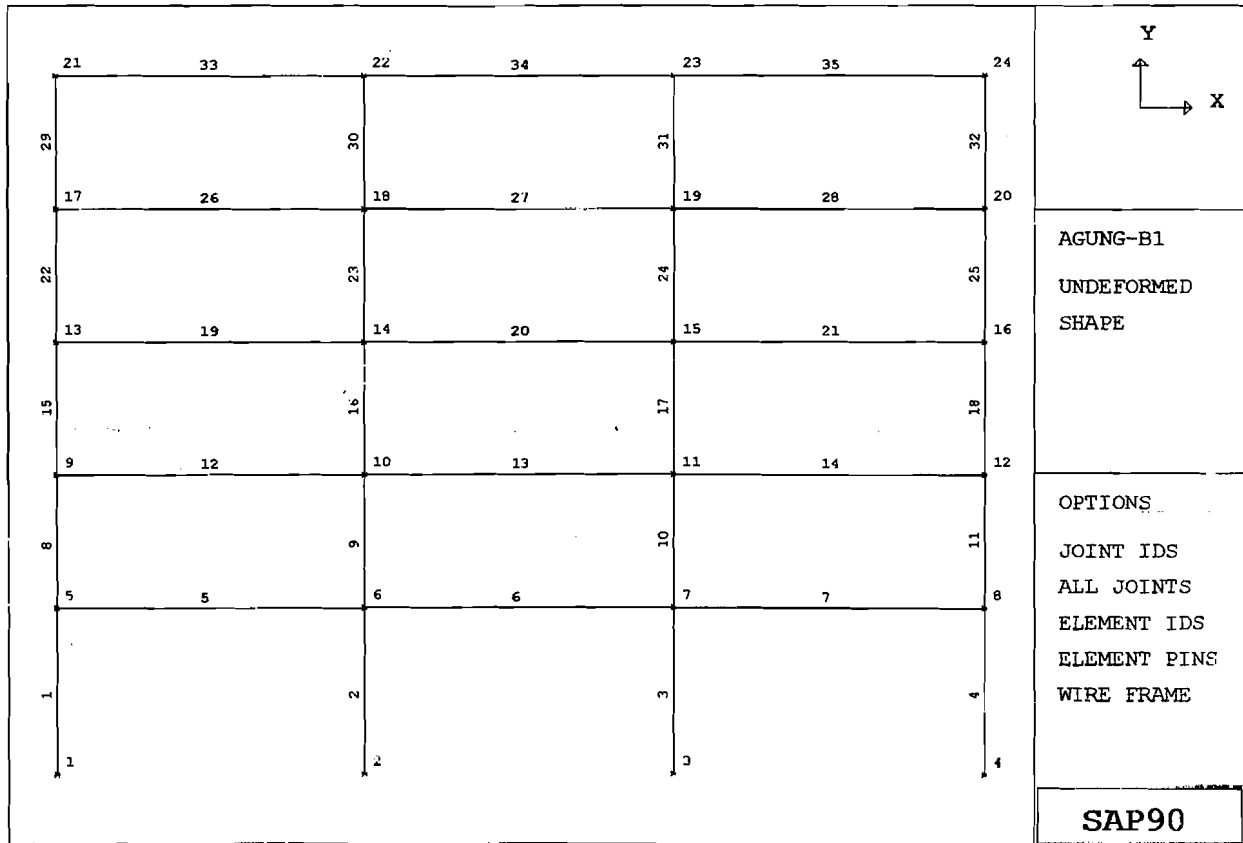 21 33 22 34 23 35 24
29 30 31 32
17 26 18 27 19 28 20
22 23 24 25
13 19 14 20 15 21 16
15 16 17 18
9 12 10 13 11 14 12
8 9 10 11
5 5 6 6 7 7 8
1 2 3 4
1 2 3 4
Y
X
AGUNG-B1
UNDEFORMED
SHAPE
OPTIONS
JOINT IDS
ALL JOINTS
ELEMENT IDS
ELEMENT PINS
WIRE FRAME
SAP90